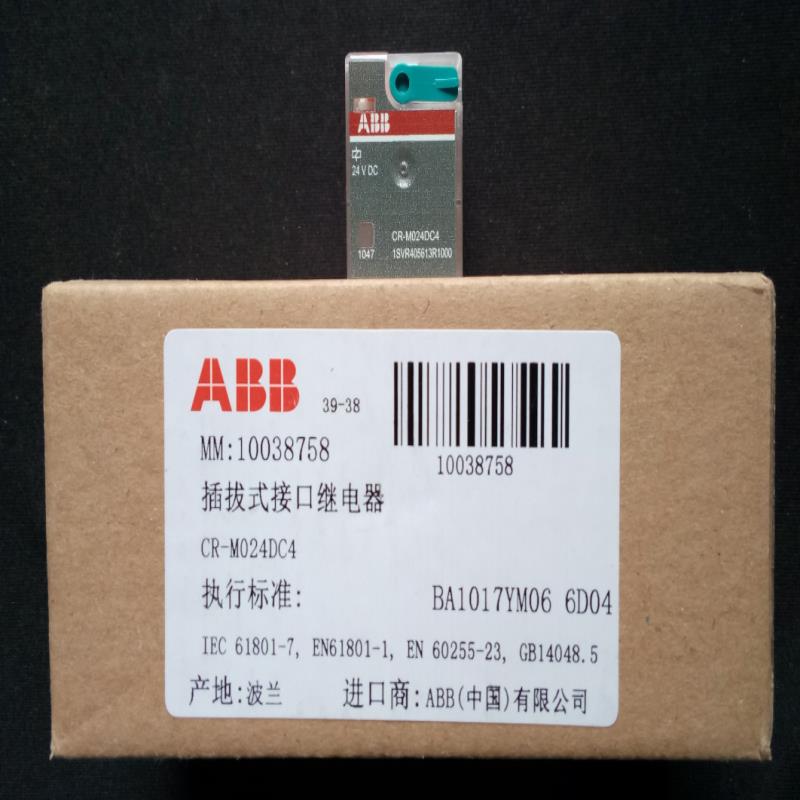 ABB
24 V DC
1047
CR-M024DC4
1SVR405613R1000
ABB 39-38
10038758
MM:10038758
插拔式接口继电器
CR-M024DC4
执行标准:
BA1017YM06 6D04
IEC 61801-7, EN61801-1, EN 60255-23, GB14048.5
产地:波兰 进口商:ABB(中国)有限公司